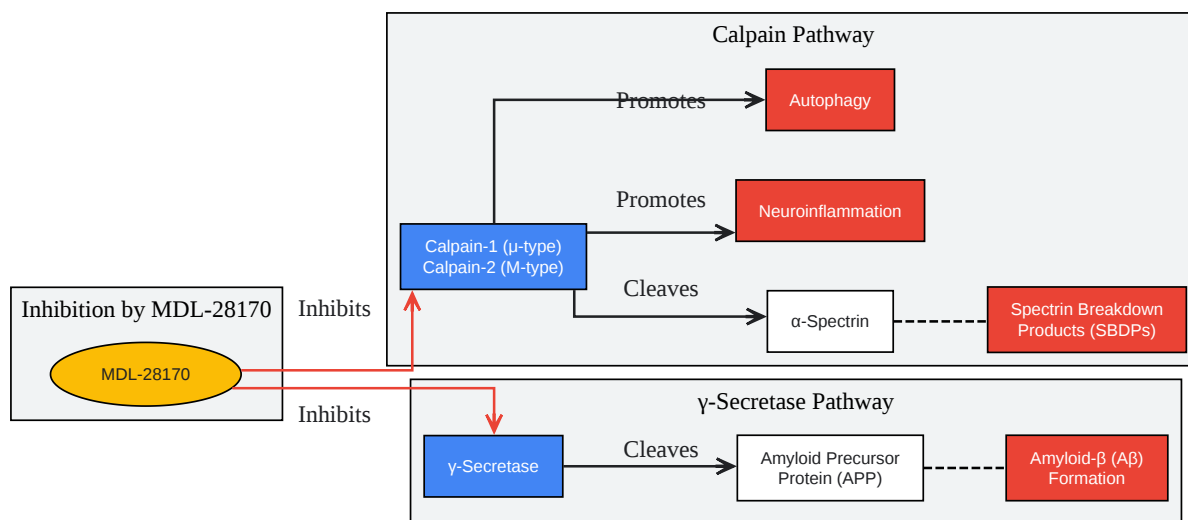 Calpain Pathway
Promotes
Autophagy
Promotes
Neuroinflammation
Calpain-1 (μ-type)
Calpain-2 (M-type)
Cleaves
α-Spectrin
Spectrin Breakdown
Products (SBDPs)
Inhibition by MDL-28170
Inhibits
MDL-28170
Inhibits
γ-Secretase Pathway
γ-Secretase
Cleaves
Amyloid Precursor
Protein (APP)
Amyloid-β (Aβ)
Formation